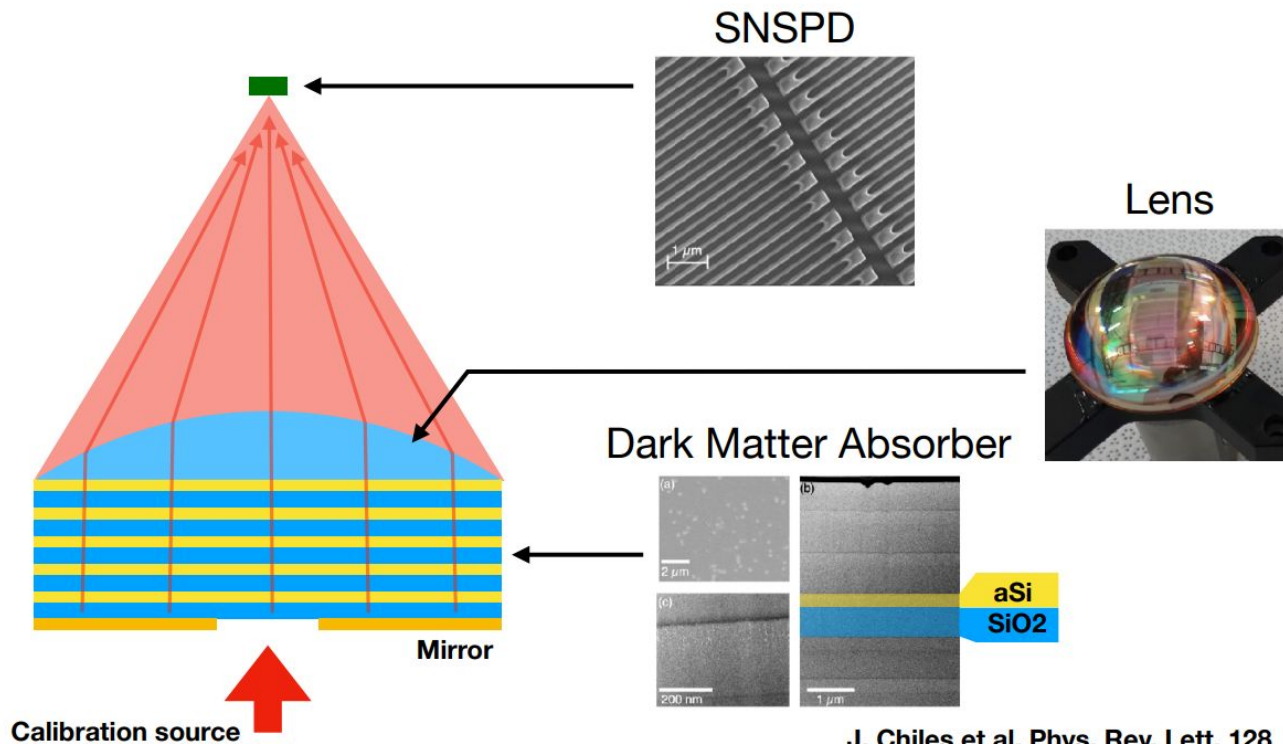 SNSPD
1 µm
Lens
Dark Matter Absorber
(a)
(b)
2 µm
(c)
aSi
SiO2
200 nm
1 µm
Mirror
Calibration source
J. Chiles et al. Phys. Rev. Lett. 128